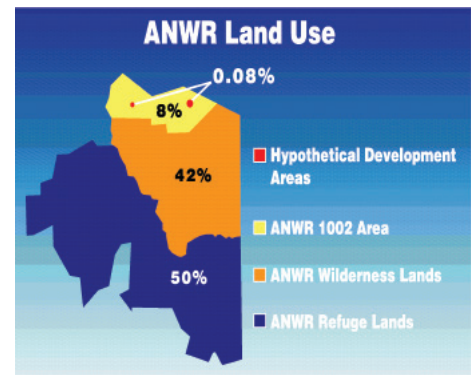 ANWR Land Use
0.08%
8%
42%
50%
Hypothetical Development
Areas
ANWR 1002 Area
ANWR Wilderness Lands
ANWR Refuge Lands